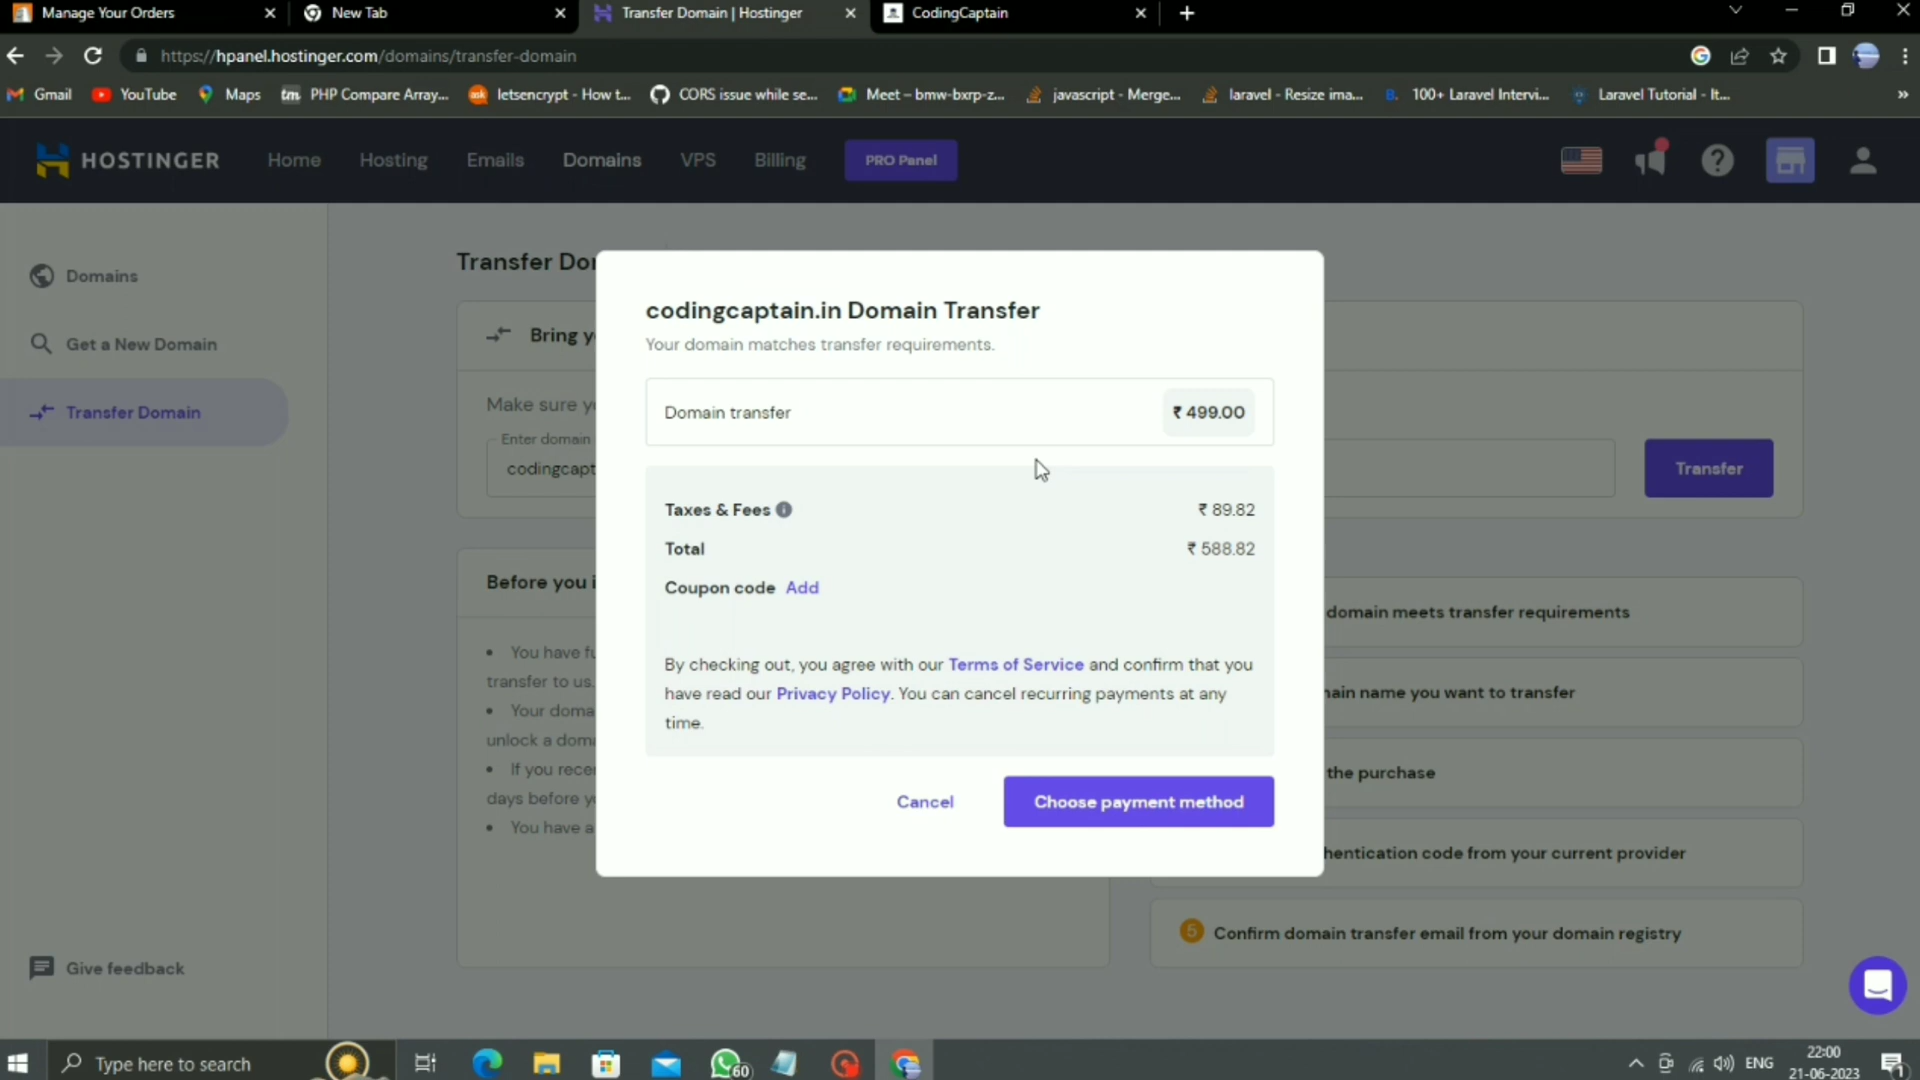 Manage Your Orders
New Tab
Transfer Domain | Hostinger
CodingCaptain
https://hpanel.hostinger.com/domains/transfer-domain
Gmail
YouTube
Maps
tm PHP Compare Array...
letsencrypt - How t...
CORS issue while se...
Meet – bmw-bxrp-z...
javascript - Merge...
laravel - Resize ima...
B. 100+ Laravel Intervi...
Laravel Tutorial - It...
»
HOSTINGER
Home
Hosting
Emails
Domains
VPS
Billing
PRO Panel
Domains
Get a New Domain
Transfer Domain
Give feedback
Transfer Do
Bring y
Make sure y
Enter domain
codingcapt
Transfer
Before you i
You have fu
transfer to us.
Your doma
unlock a doma
If you rece
days before y
You have a
codingcaptain.in Domain Transfer
Your domain matches transfer requirements.
Domain transfer ₹ 499.00
Taxes & Fees ₹ 89.82
Total ₹ 588.82
Coupon code Add
By checking out, you agree with our Terms of Service and confirm that you
have read our Privacy Policy. You can cancel recurring payments at any
time.
Cancel
Choose payment method
domain meets transfer requirements
main name you want to transfer
the purchase
hentication code from your current provider
5 Confirm domain transfer email from your domain registry
Type here to search
60
ENG
22:00
21-06-2023
1